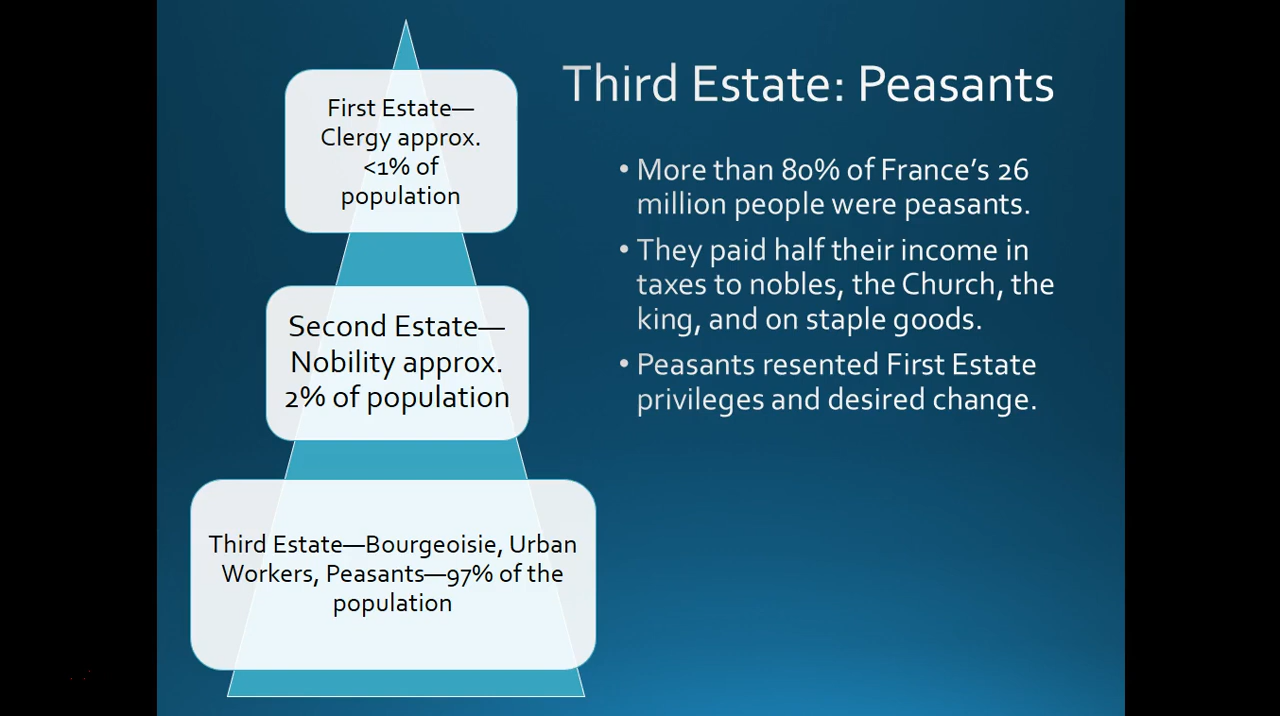 First Estate—
Clergy approx.
<1% of
population
Second Estate—
Nobility approx.
2% of population
Third Estate—Bourgeoisie, Urban
Workers, Peasants—97% of the
population
Third Estate: Peasants
• More than 80% of France’s 26
million people were peasants.
• They paid half their income in
taxes to nobles, the Church, the
king, and on staple goods.
• Peasants resented First Estate
privileges and desired change.